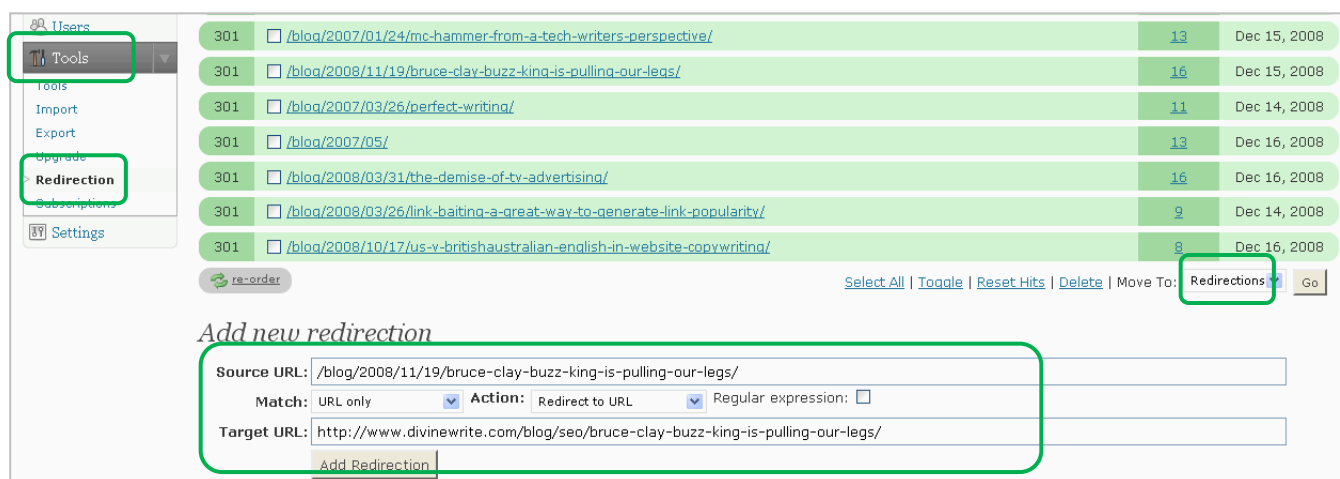 Users
Tools
Tools
Import
Export
Upgrade
Redirection
Subscriptions
Settings
301 /blog/2007/01/24/mc-hammer-from-a-tech-writers-perspective/ 13 Dec 15, 2008
301 /blog/2008/11/19/bruce-clay-buzz-king-is-pulling-our-legs/ 16 Dec 15, 2008
301 /blog/2007/03/26/perfect-writing/ 11 Dec 14, 2008
301 /blog/2007/05/ 13 Dec 16, 2008
301 /blog/2008/03/31/the-demise-of-tv-advertising/ 16 Dec 16, 2008
301 /blog/2008/03/26/link-baiting-a-great-way-to-generate-link-popularity/ 9 Dec 14, 2008
301 /blog/2008/10/17/us-v-britishaustralian-english-in-website-copywriting/ 8 Dec 16, 2008
re-order Select All | Toggle | Reset Hits | Delete | Move To: Redirections Go
Add new redirection
Source URL: /blog/2008/11/19/bruce-clay-buzz-king-is-pulling-our-legs/
Match: URL only Action: Redirect to URL Regular expression:
Target URL: http://www.divinewrite.com/blog/seo/bruce-clay-buzz-king-is-pulling-our-legs/
Add Redirection